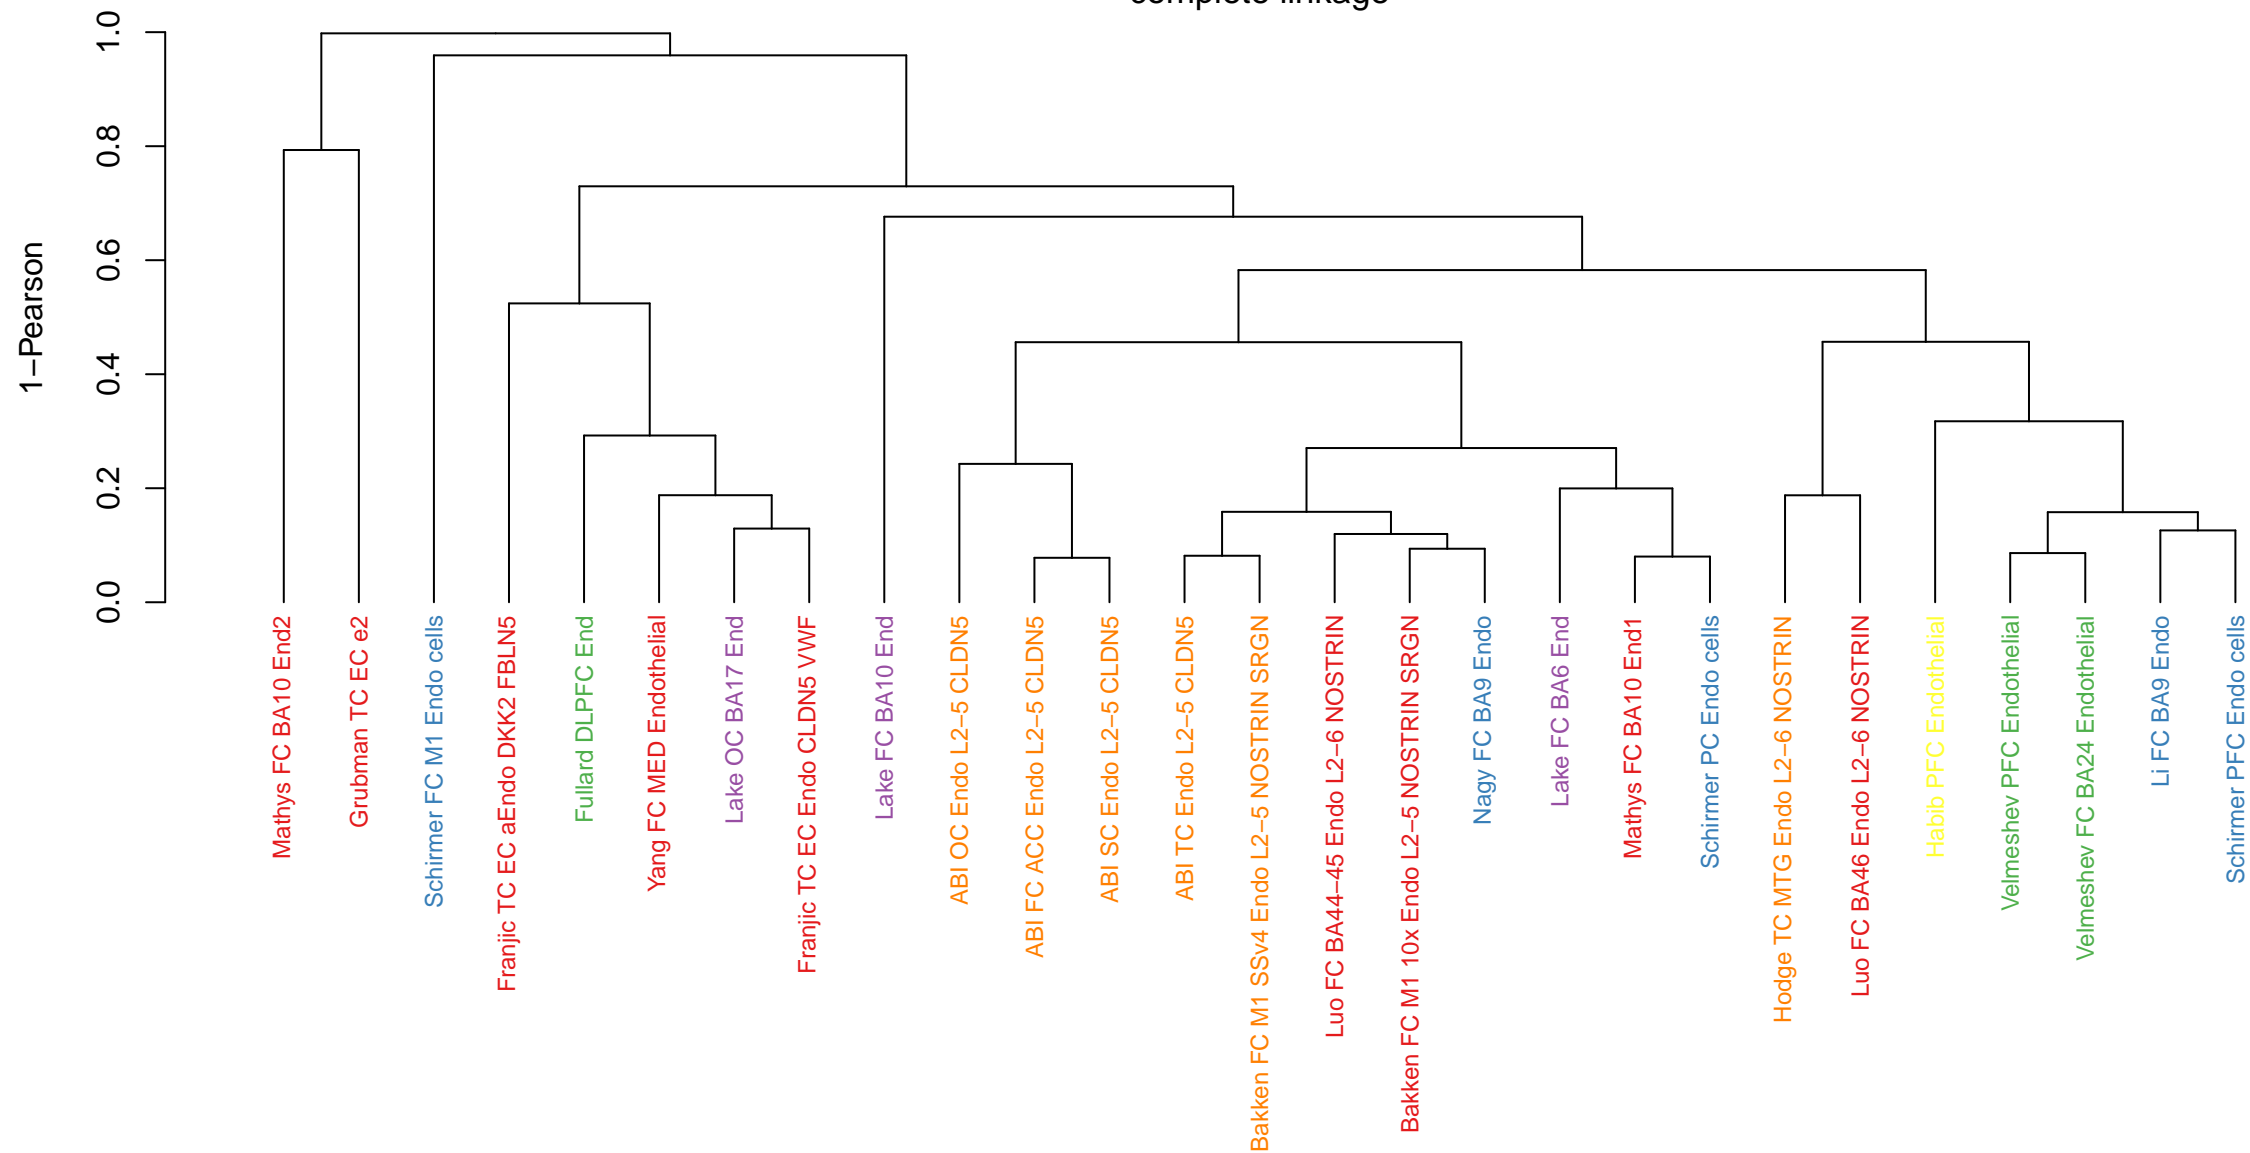 complete linkage
1−Pearson
1.0
0.8
0.6
0.4
0.2
0.0
Mathys FC BA10 End2
Grubman TC EC e2
Schirmer FC M1 Endo cells
Franjic TC EC aEndo DKK2 FBLN5
Fullard DLPFC End
Yang FC MED Endothelial
Lake OC BA17 End
Franjic TC EC Endo CLDN5 VWF
Lake FC BA10 End
ABI OC Endo L2−5 CLDN5
ABI FC ACC Endo L2−5 CLDN5
ABI SC Endo L2−5 CLDN5
ABI TC Endo L2−5 CLDN5
Bakken FC M1 SSv4 Endo L2−5 NOSTRIN SRGN
Luo FC BA44−45 Endo L2−6 NOSTRIN
Bakken FC M1 10x Endo L2−5 NOSTRIN SRGN
Nagy FC BA9 Endo
Lake FC BA6 End
Mathys FC BA10 End1
Schirmer PC Endo cells
Hodge TC MTG Endo L2−6 NOSTRIN
Luo FC BA46 Endo L2−6 NOSTRIN
Habib PFC Endothelial
Velmeshev PFC Endothelial
Velmeshev FC BA24 Endothelial
Li FC BA9 Endo
Schirmer PFC Endo cells